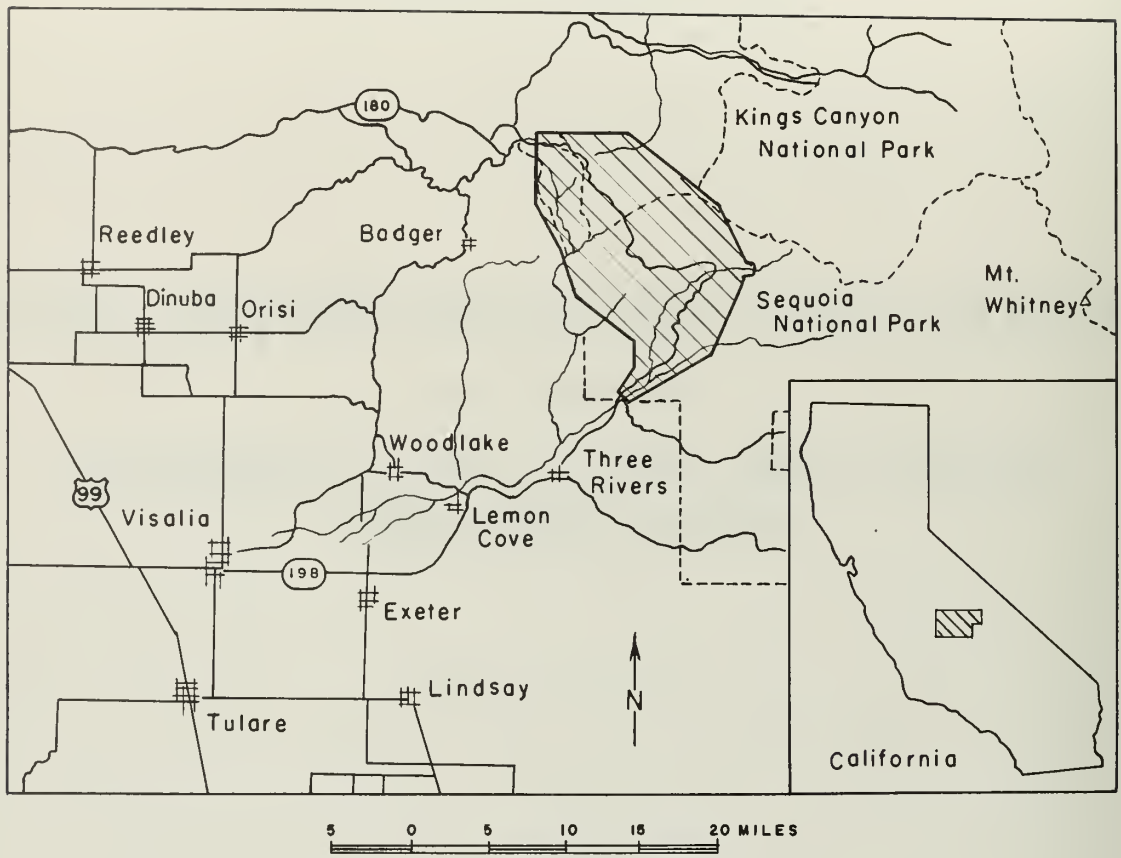 180
Kings Canyon
National Park
Reedley
Badger
Dinuba
Orisi
Sequoia
National Park
Mt.
Whitney
Woodlake
Three
Rivers
99
Visalia
Lemon
Cove
198
Exeter
Lindsay
N
Tulare
California
5 0 5 10 15 20 MILES